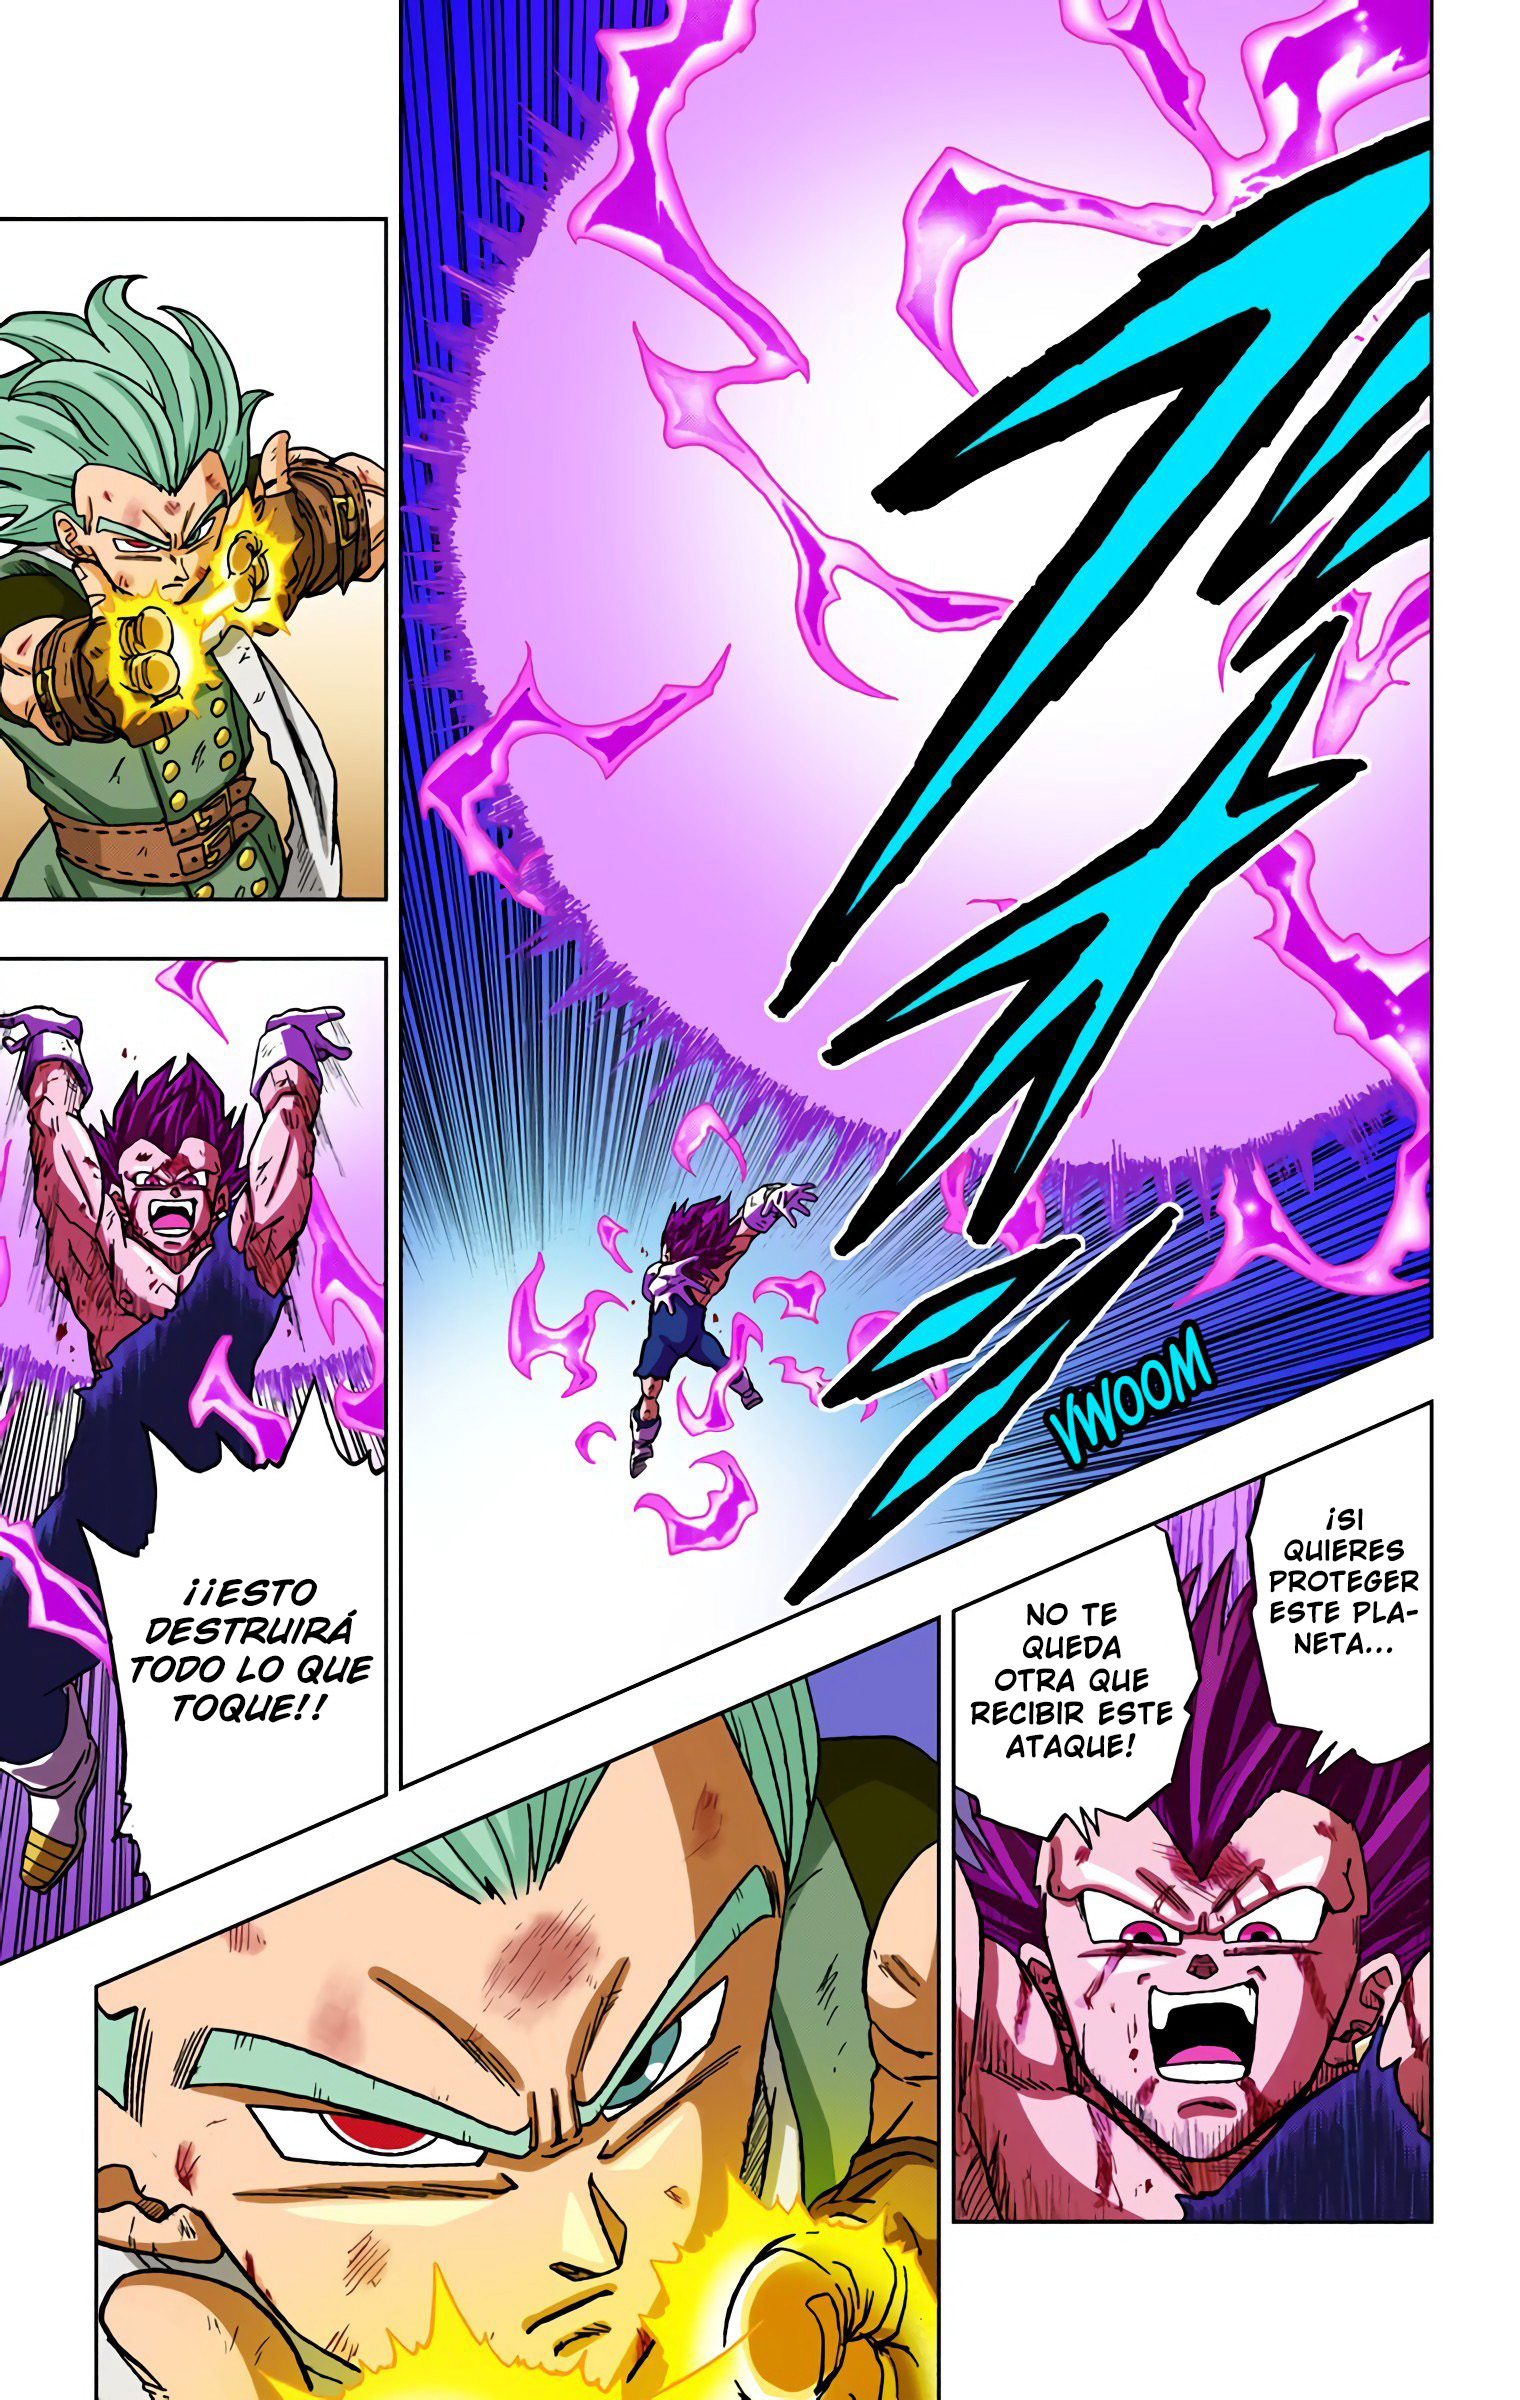 VWOOM
¡¡ESTO
DESTRUIRÁ
TODO LO QUE
TOQUE!!
¡SI
QUIERES
PROTEGER
ESTE PLA-
NETA...
NO TE
QUEDA
OTRA QUE
RECIBIR ESTE
ATAQUE!